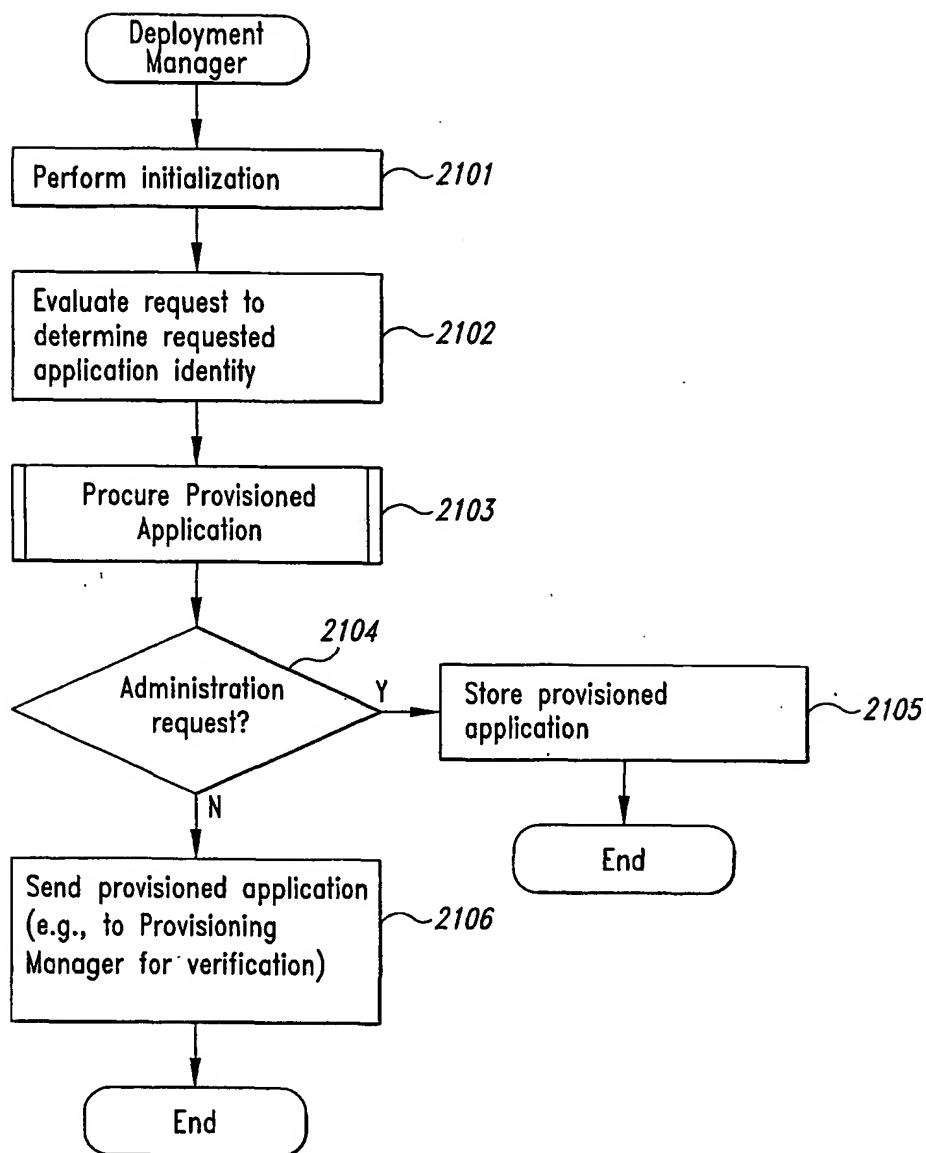 Deployment
Manager
Perform initialization
2101
Evaluate request to
determine requested
application identity
2102
Procure Provisioned
Application
2103
2104
Administration
request?
Y
Store provisioned
application
2105
N
End
Send provisioned application
(e.g., to Provisioning
Manager for verification)
2106
End